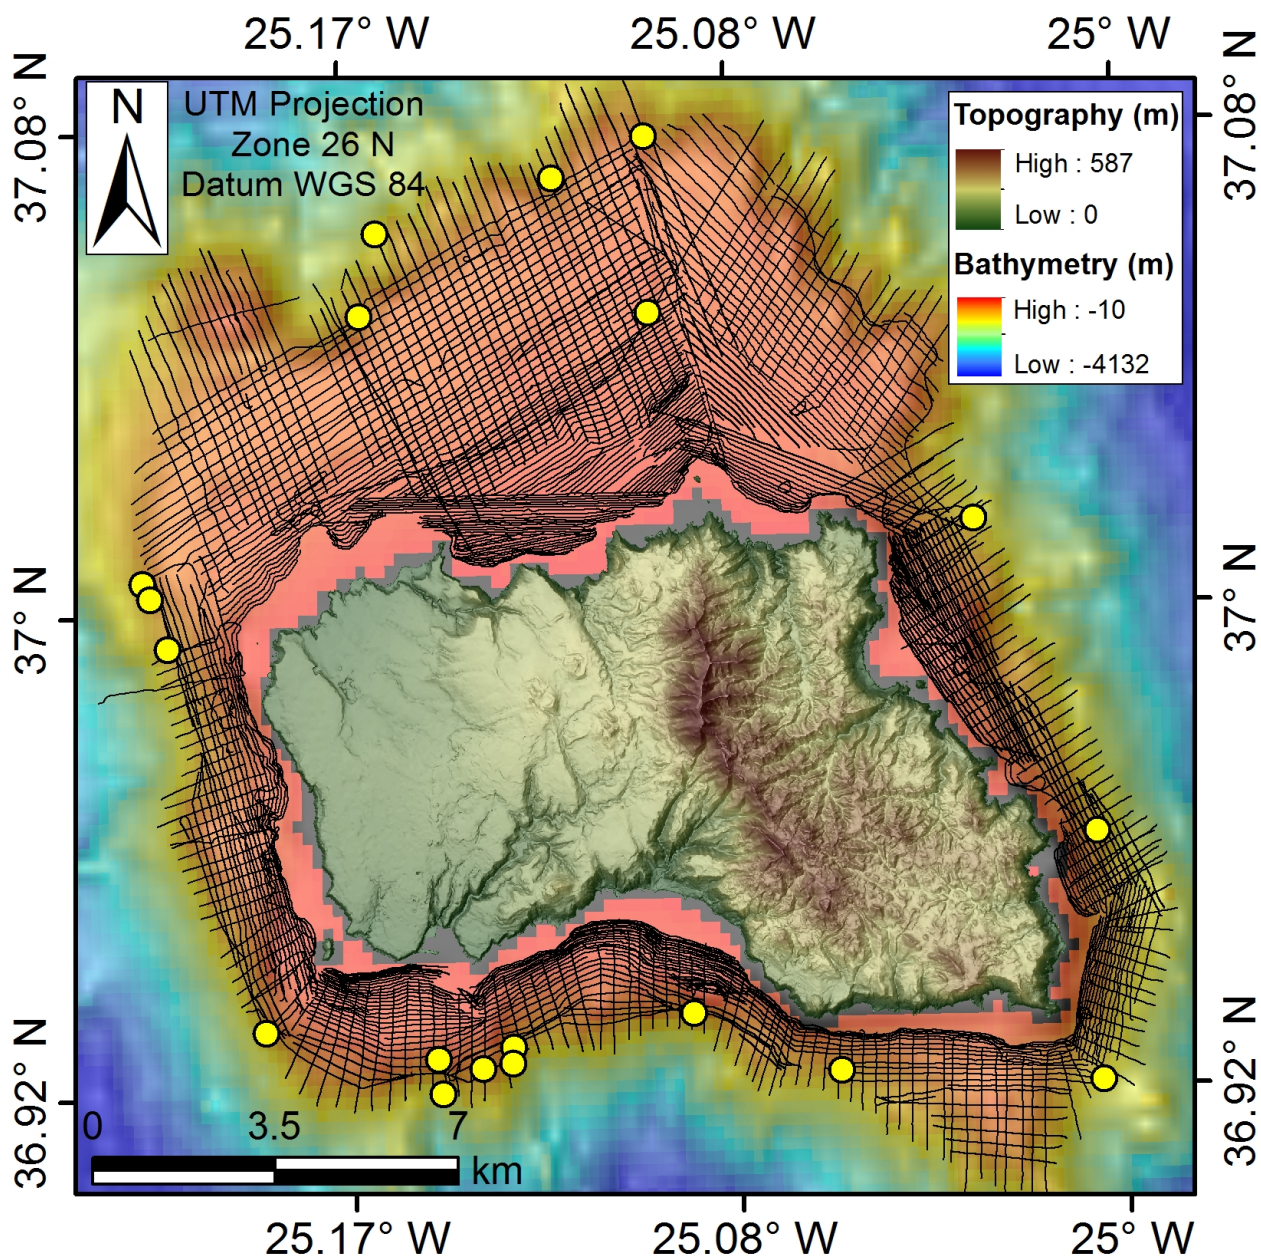 25.17° W
25.08° W
25° W
37.08° N
37.08° N
N
UTM Projection
Zone 26 N
Datum WGS 84
Topography (m)
High : 587
Low : 0
Bathymetry (m)
High : -10
Low : -4132
37° N
37° N
36.92° N
36.92° N
0
3.5
7
km
25.17° W
25.08° W
25° W